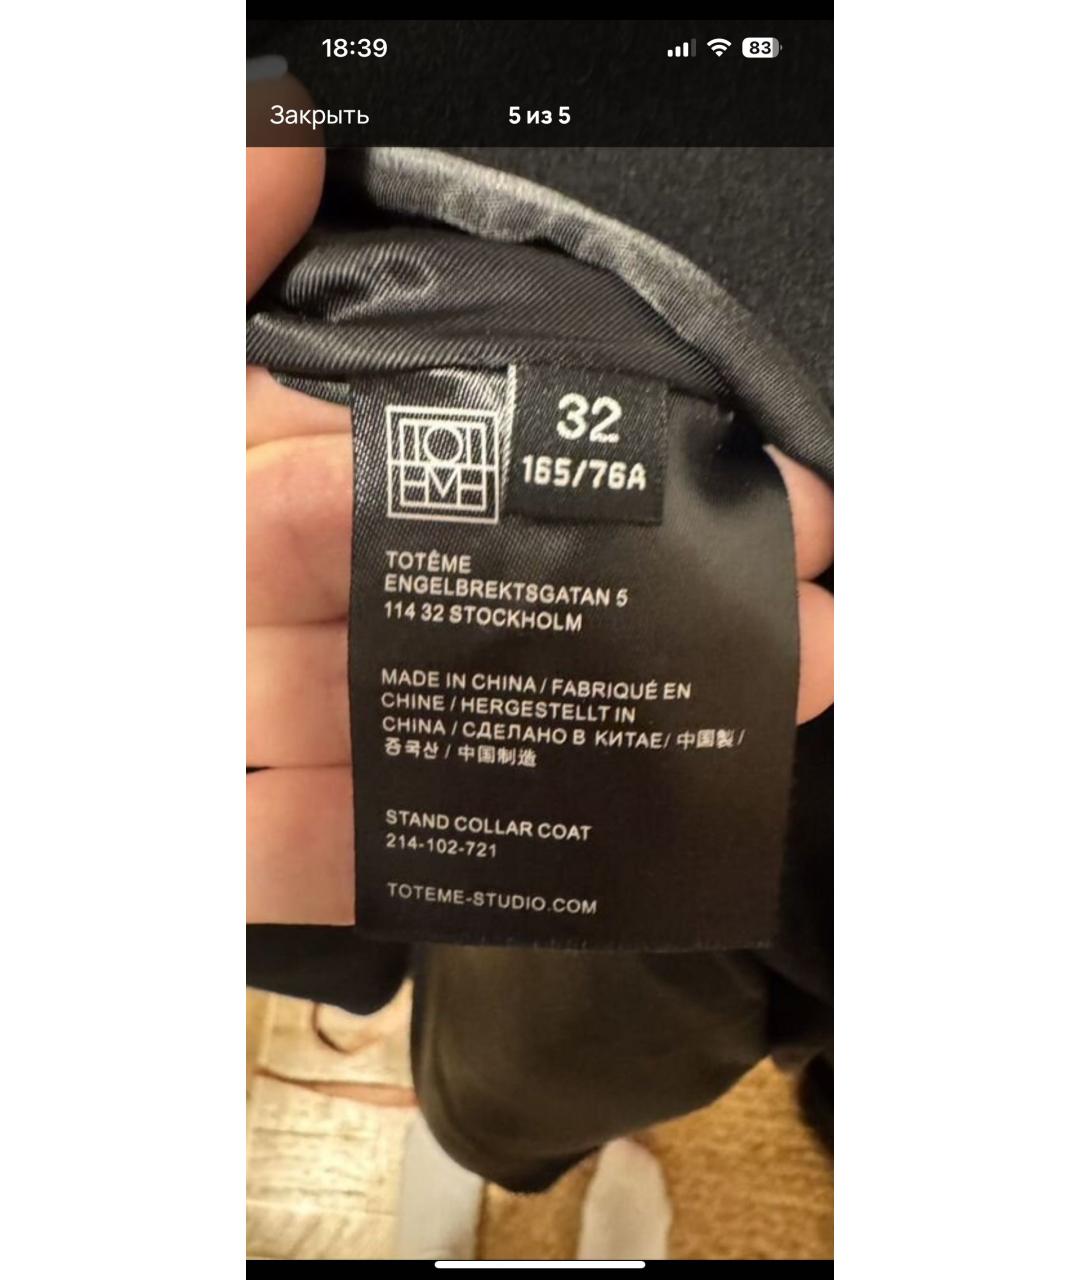 18:39
83
Закрыть
5 из 5
TOTEME
32
165/76A
TOTÊME
ENGELBREKTSGATAN 5
114 32 STOCKHOLM
MADE IN CHINA / FABRIQUÉ EN
CHINE / HERGESTELLT IN
CHINA / СДЕЛАНО В КИТАЕ/ 中国製/
중국산 / 中国制造
STAND COLLAR COAT
214-102-721
TOTEME-STUDIO.COM